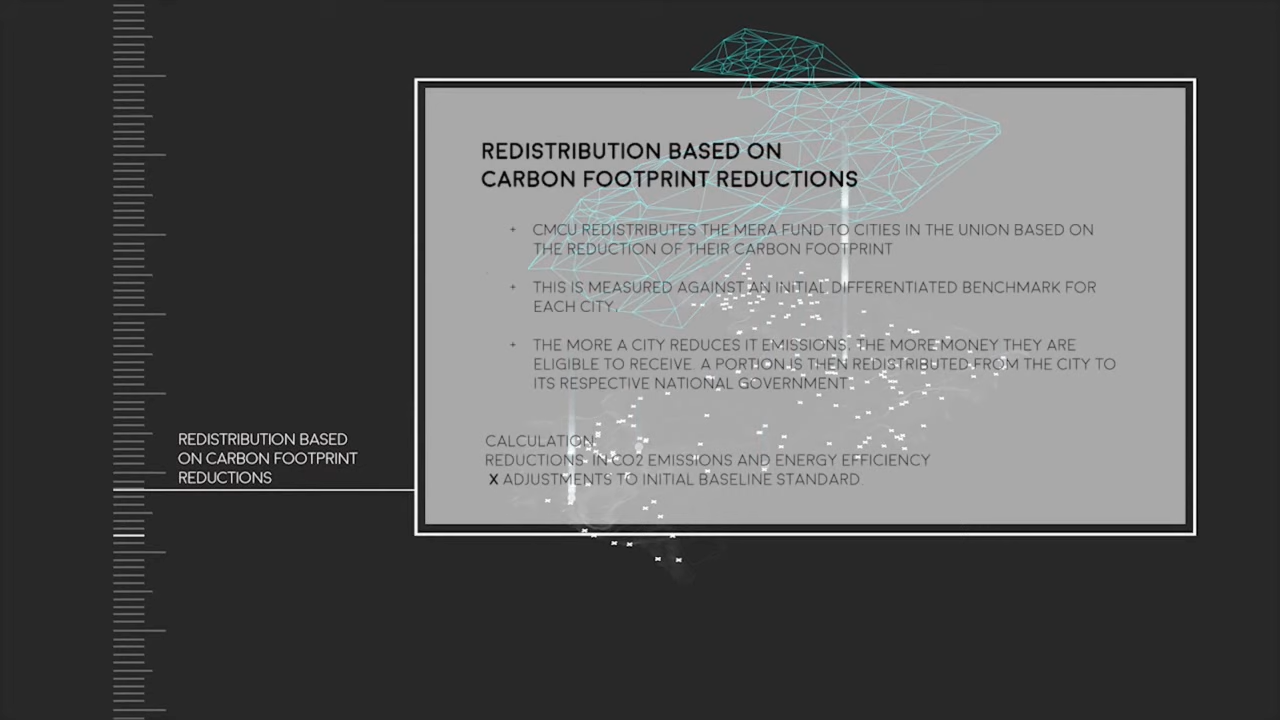 REDISTRIBUTION BASED ON
CARBON FOOTPRINT REDUCTIONS
+ CMCU REDISTRIBUTES THE MERA FUND TO CITIES IN THE UNION BASED ON
THE REDUCTION OF THEIR CARBON FOOTPRINT
+ THIS IS MEASURED AGAINST AN INITIAL DIFFERENTIATED BENCHMARK FOR
EACH CITY.
+ THE MORE A CITY REDUCES IT EMISSIONS, THE MORE MONEY THEY ARE
ELIGIBLE TO RECEIVE. A PORTION IS THEN REDISTRIBUTED FROM THE CITY TO
ITS RESPECTIVE NATIONAL GOVERNMENT.
CALCULATION:
REDUCTIONS IN CO2 EMISSIONS AND ENERGY EFFICIENCY
X ADJUSTMENTS TO INITIAL BASELINE STANDARD
REDISTRIBUTION BASED
ON CARBON FOOTPRINT
REDUCTIONS